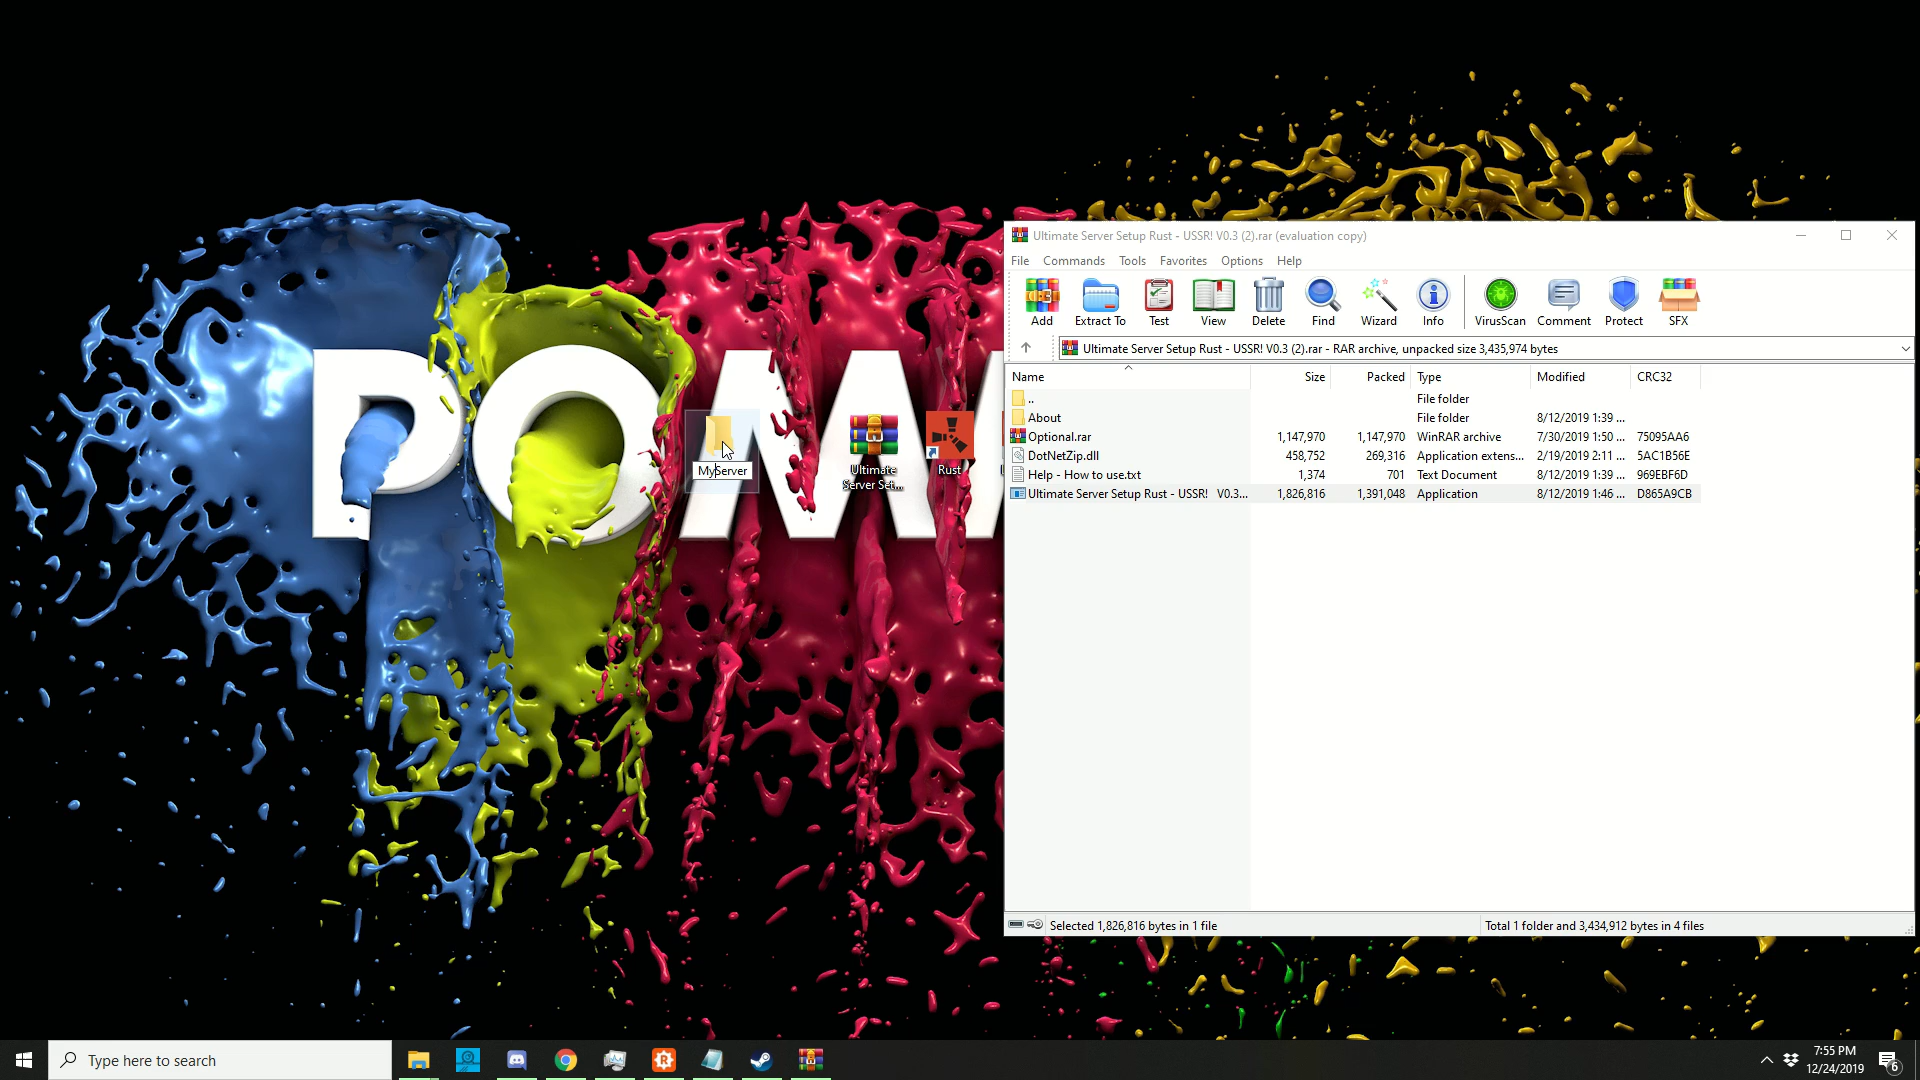 POM
MyServer
Ultimate
Server Set...
Rust
Ultimate Server Setup Rust - USSR! V0.3 (2).rar (evaluation copy)
File Commands Tools Favorites Options Help
Add Extract To Test View Delete Find Wizard Info VirusScan Comment Protect SFX
Ultimate Server Setup Rust - USSR! V0.3 (2).rar - RAR archive, unpacked size 3,435,974 bytes
Name Size Packed Type Modified CRC32
.. File folder
About File folder 8/12/2019 1:39 ...
Optional.rar 1,147,970 1,147,970 WinRAR archive 7/30/2019 1:50 ... 75095AA6
DotNetZip.dll 458,752 269,316 Application extens... 2/19/2019 2:11 ... 5AC1B56E
Help - How to use.txt 1,374 701 Text Document 8/12/2019 1:39 ... 969EBF6D
Ultimate Server Setup Rust - USSR! V0.3... 1,826,816 1,391,048 Application 8/12/2019 1:46 ... D865A9CB
Selected 1,826,816 bytes in 1 file
Total 1 folder and 3,434,912 bytes in 4 files
Type here to search
7:55 PM
12/24/2019
6